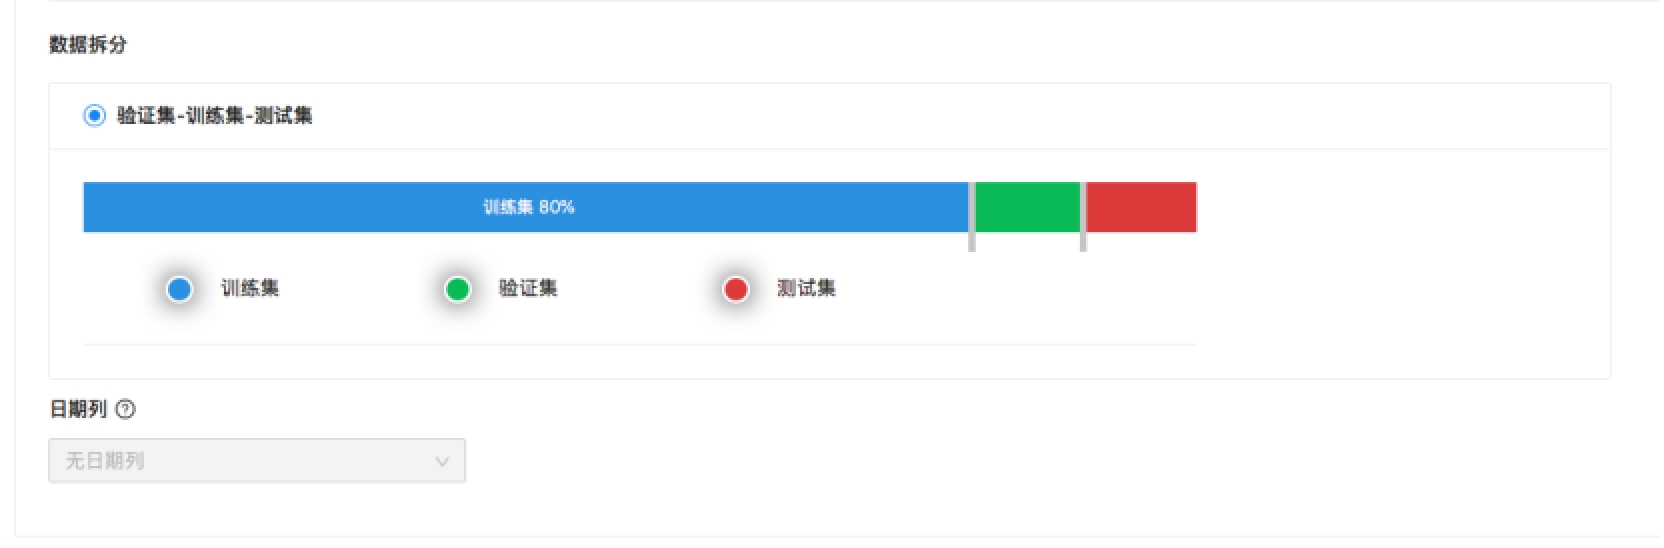 数据拆分
验证集-训练集-测试集
训练集 80%
训练集
验证集
测试集
日期列
无日期列